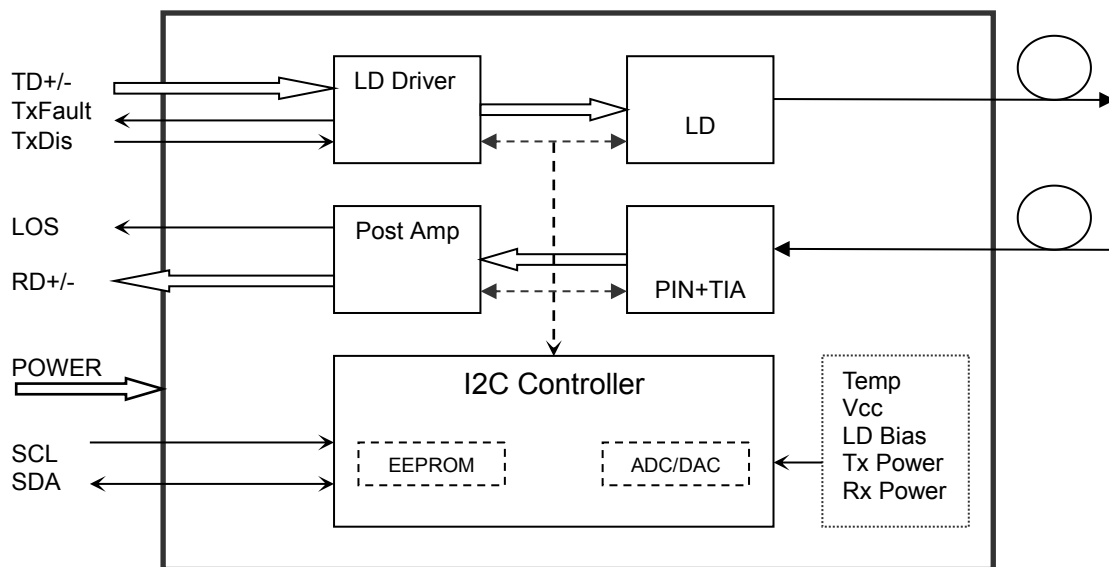 TD+/-
TxFault
TxDis
LD Driver
LD
LOS
RD+/-
Post Amp
PIN+TIA
POWER
SCL
SDA
I2C Controller
EEPROM
ADC/DAC
Temp
Vcc
LD Bias
Tx Power
Rx Power